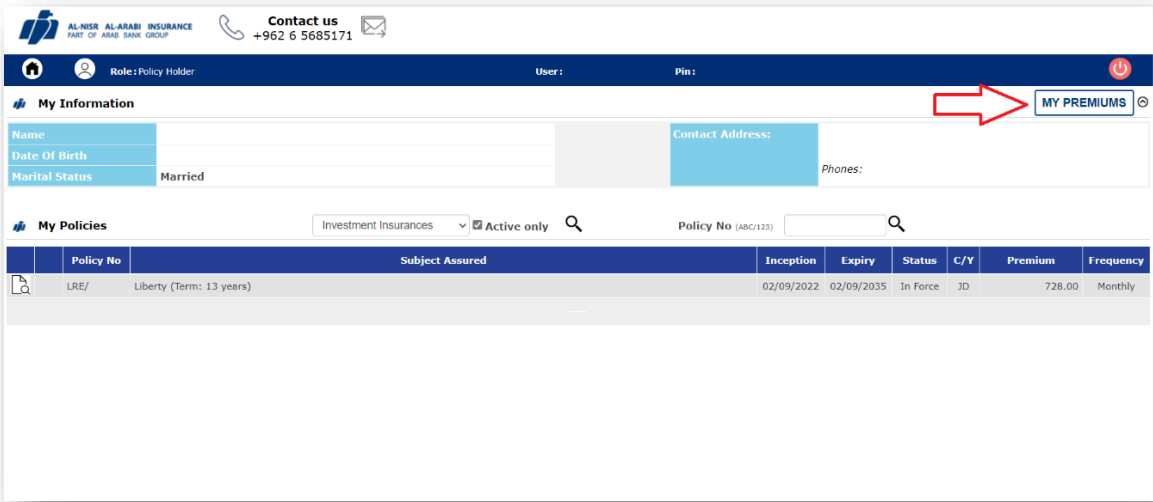 AL-NISR AL-ARABI INSURANCE
PART OF ARAB BANK GROUP
Contact us
+962 6 5685171
Role: Policy Holder User: Pin:
My Information MY PREMIUMS
Name Contact Address:
Date Of Birth
Phones:
Marital Status Married
My Policies Investment Insurances Active only Policy No (ABC/123)
Policy No Subject Assured Inception Expiry Status C/Y Premium Frequency
LRE/ Liberty (Term: 13 years) 02/09/2022 02/09/2035 In Force JD 728.00 Monthly